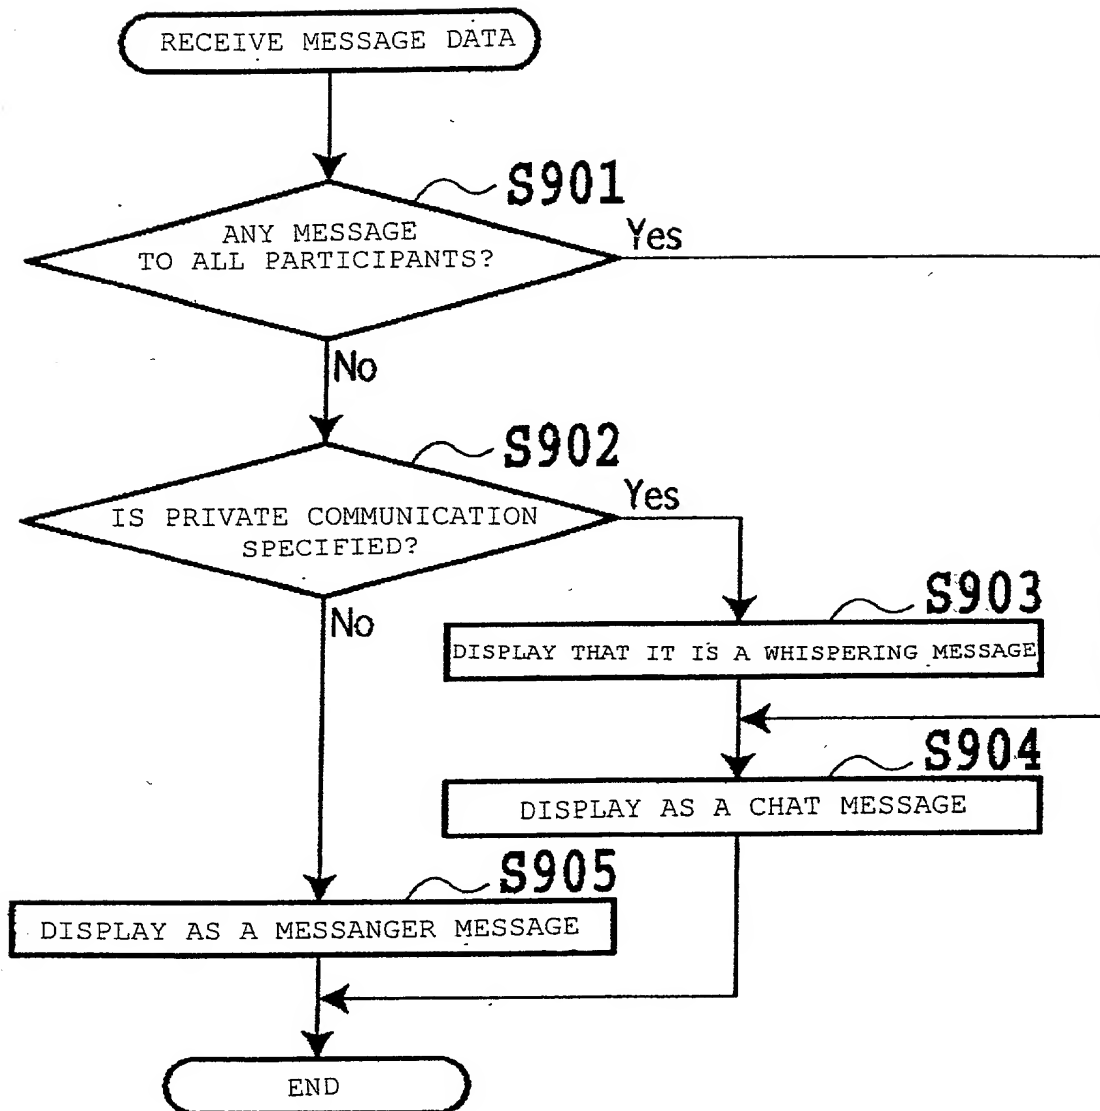 RECEIVE MESSAGE DATA
S901
ANY MESSAGE
TO ALL PARTICIPANTS?
Yes
No
S902
IS PRIVATE COMMUNICATION
SPECIFIED?
Yes
No
S903
DISPLAY THAT IT IS A WHISPERING MESSAGE
S904
DISPLAY AS A CHAT MESSAGE
S905
DISPLAY AS A MESSANGER MESSAGE
END